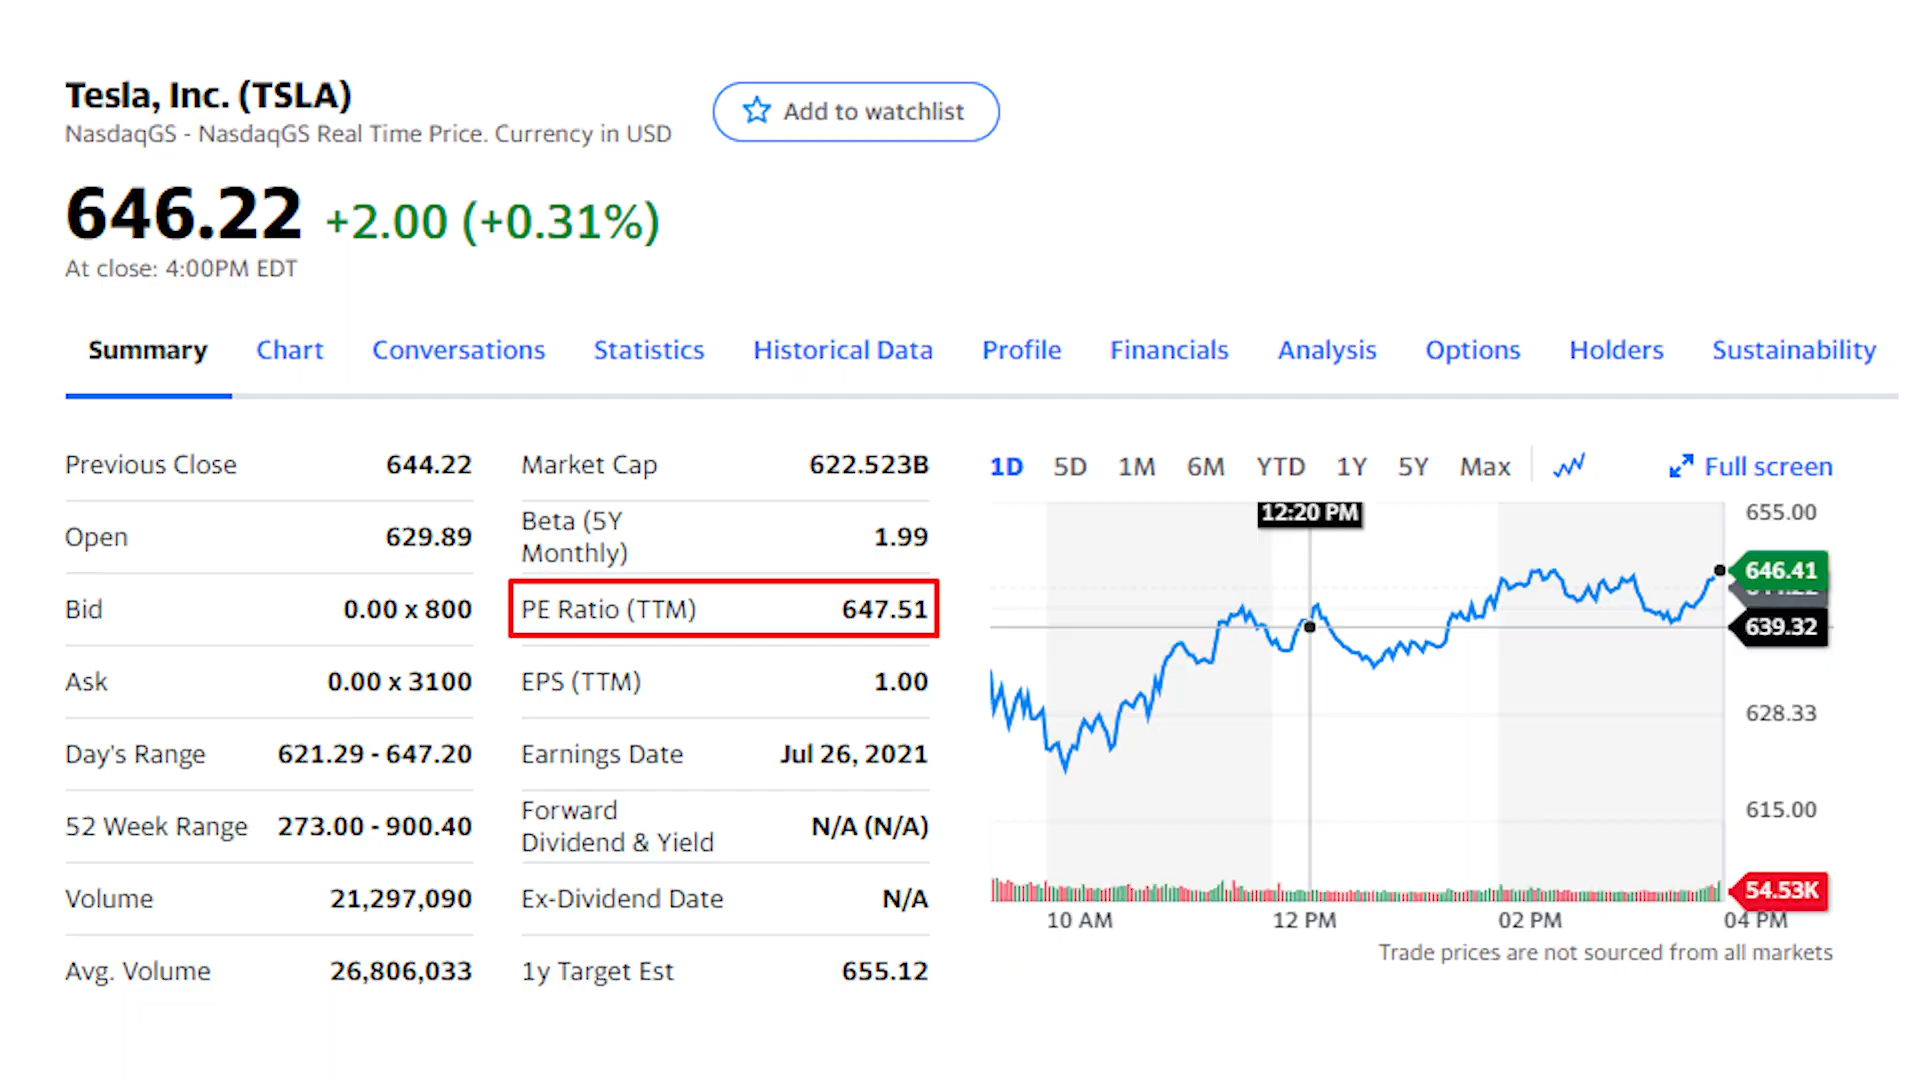 Tesla, Inc. (TSLA)
NasdaqGS - NasdaqGS Real Time Price. Currency in USD
Add to watchlist
646.22 +2.00 (+0.31%)
At close: 4:00PM EDT
Summary Chart Conversations Statistics Historical Data Profile Financials Analysis Options Holders Sustainability
Previous Close 644.22
Open 629.89
Bid 0.00 x 800
Ask 0.00 x 3100
Day's Range 621.29 - 647.20
52 Week Range 273.00 - 900.40
Volume 21,297,090
Avg. Volume 26,806,033
Market Cap 622.523B
Beta (5Y
Monthly) 1.99
PE Ratio (TTM) 647.51
EPS (TTM) 1.00
Earnings Date Jul 26, 2021
Forward
Dividend & Yield N/A (N/A)
Ex-Dividend Date N/A
1y Target Est 655.12
1D 5D 1M 6M YTD 1Y 5Y Max Full screen
12:20 PM
655.00
646.41
639.32
628.33
615.00
54.53K
10 AM 12 PM 02 PM 04 PM
Trade prices are not sourced from all markets